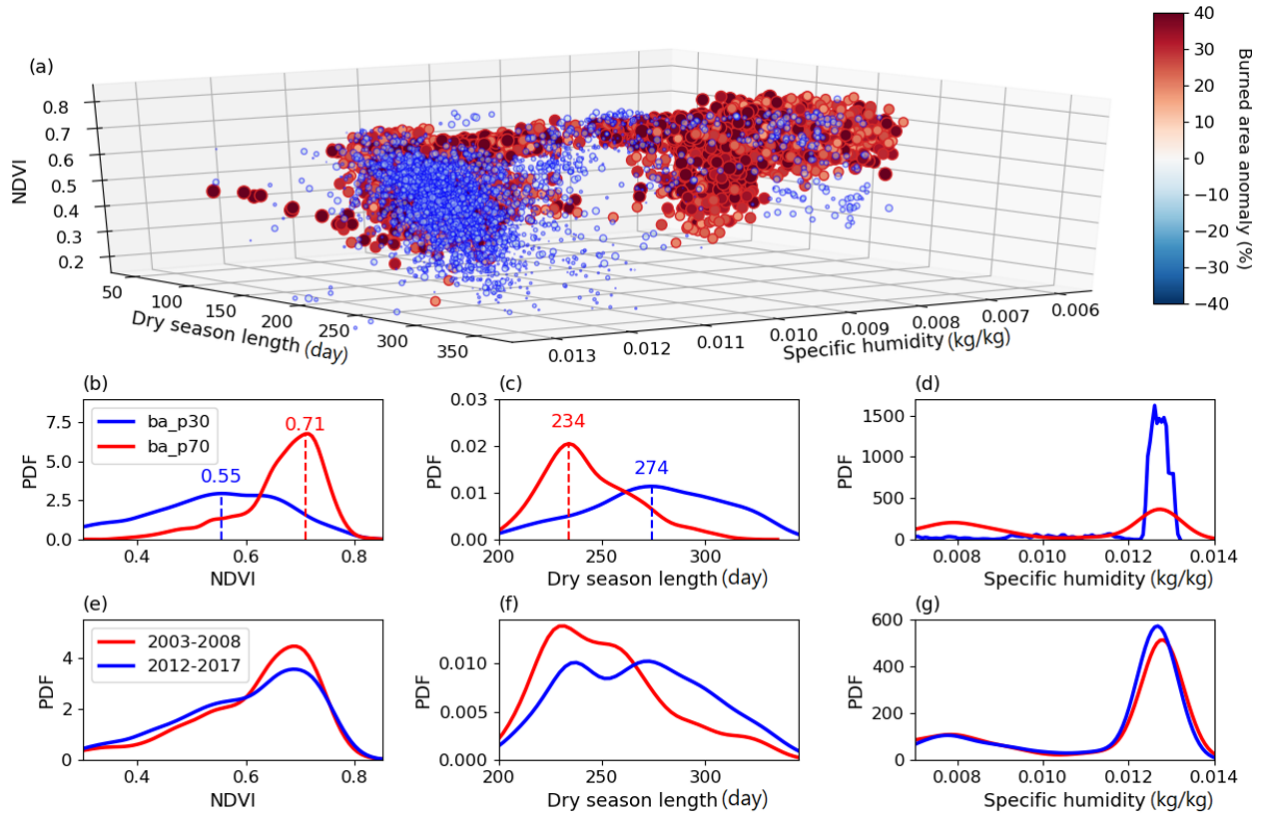 (a)
NDVI
0.8
0.7
0.6
0.5
0.4
0.3
0.2
50
100
150
200
250
300
350
Dry season length (day)
0.013
0.012
0.011
0.010
0.009
0.008
0.007
0.006
Specific humidity (kg/kg)
40
30
20
10
0
−10
−20
−30
−40
Burned area anomaly (%)
(b)
ba_p30
ba_p70
0.55
0.71
PDF
7.5
5.0
2.5
0.0
0.4 0.6 0.8
NDVI
(c)
234
274
PDF
0.03
0.02
0.01
0.00
200 250 300
Dry season length (day)
(d)
PDF
1500
1000
500
0
0.008 0.010 0.012 0.014
Specific humidity (kg/kg)
(e)
2003-2008
2012-2017
PDF
4
2
0
0.4 0.6 0.8
NDVI
(f)
PDF
0.010
0.005
0.000
200 250 300
Dry season length (day)
(g)
PDF
600
400
200
0
0.008 0.010 0.012 0.014
Specific humidity (kg/kg)